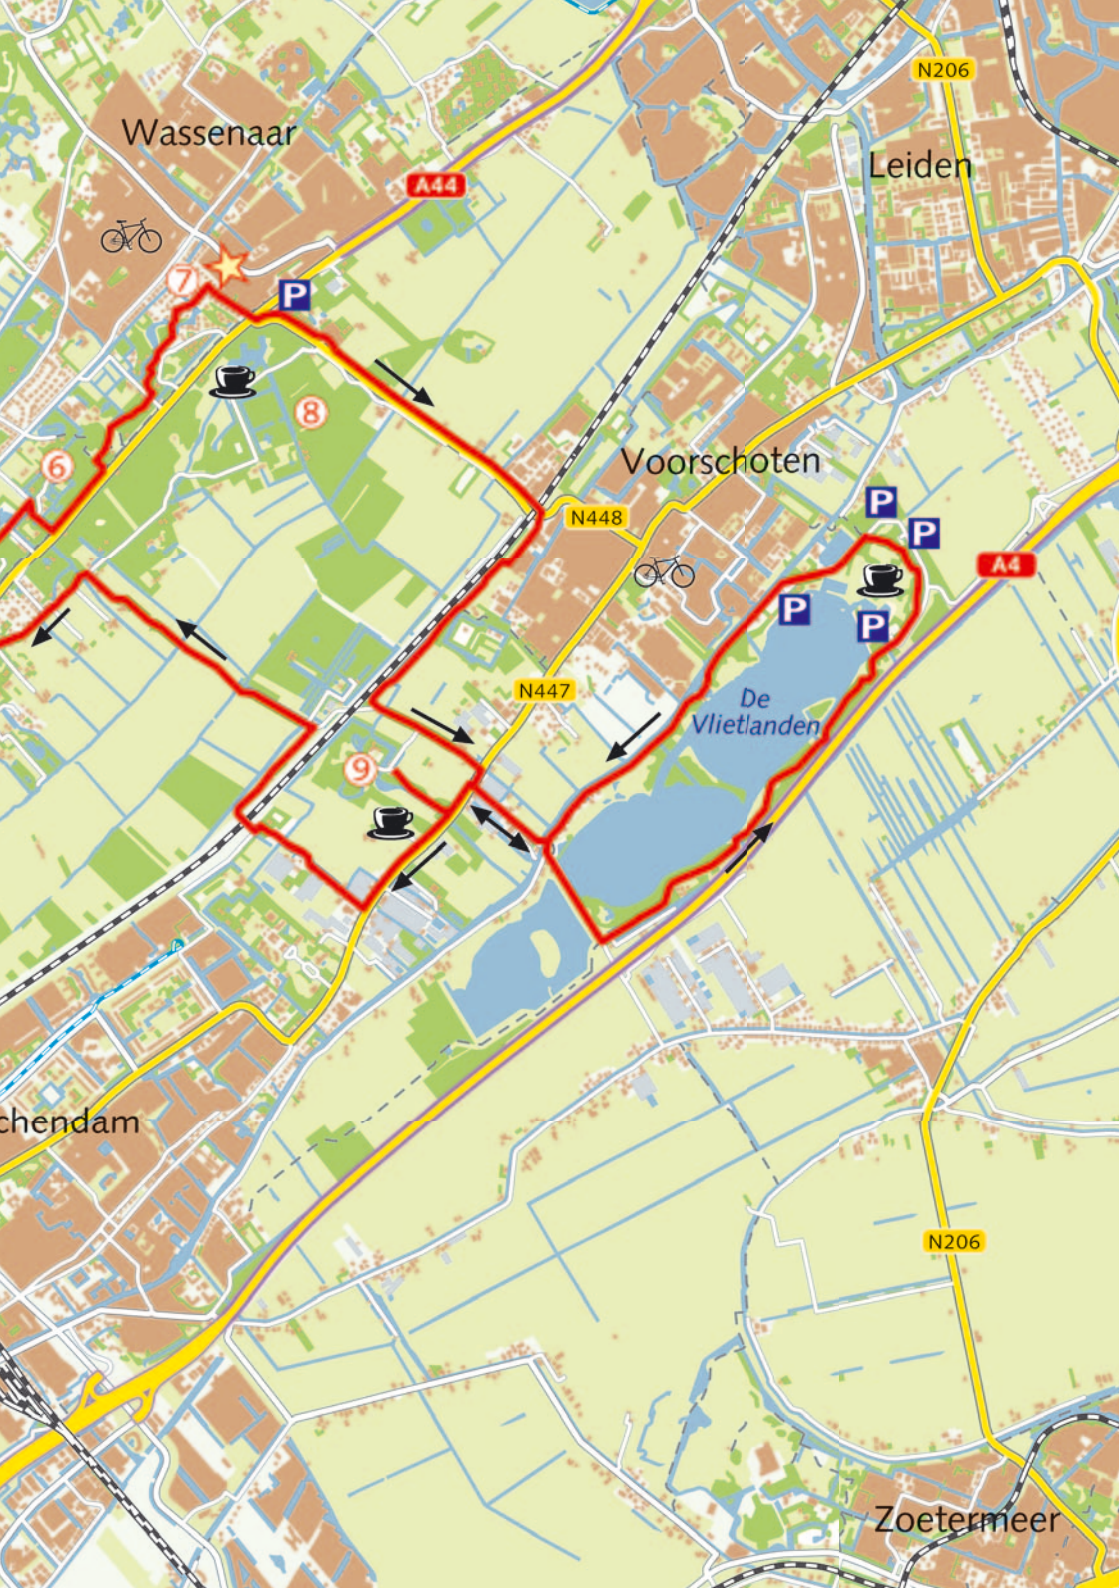 N206
Wassenaar
Leiden
A44
7
P
8
Voorschoten
6
P
N448
P
A4
P
P
N447
De
Vlietlanden
9
chendam
N206
Zoetermeer